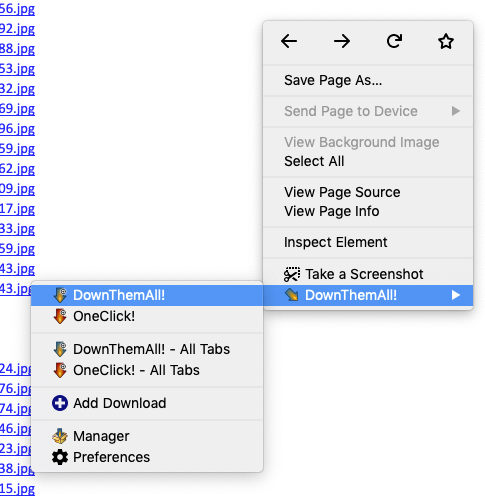 56.jpg
92.jpg
88.jpg
53.jpg
32.jpg
69.jpg
96.jpg
59.jpg
62.jpg
09.jpg
17.jpg
33.jpg
59.jpg
43.jpg
43.jpg
24.jpg
76.jpg
74.jpg
46.jpg
23.jpg
38.jpg
15.jpg
Save Page As...
Send Page to Device
View Background Image
Select All
View Page Source
View Page Info
Inspect Element
Take a Screenshot
DownThemAll!
DownThemAll!
OneClick!
DownThemAll! - All Tabs
OneClick! - All Tabs
Add Download
Manager
Preferences